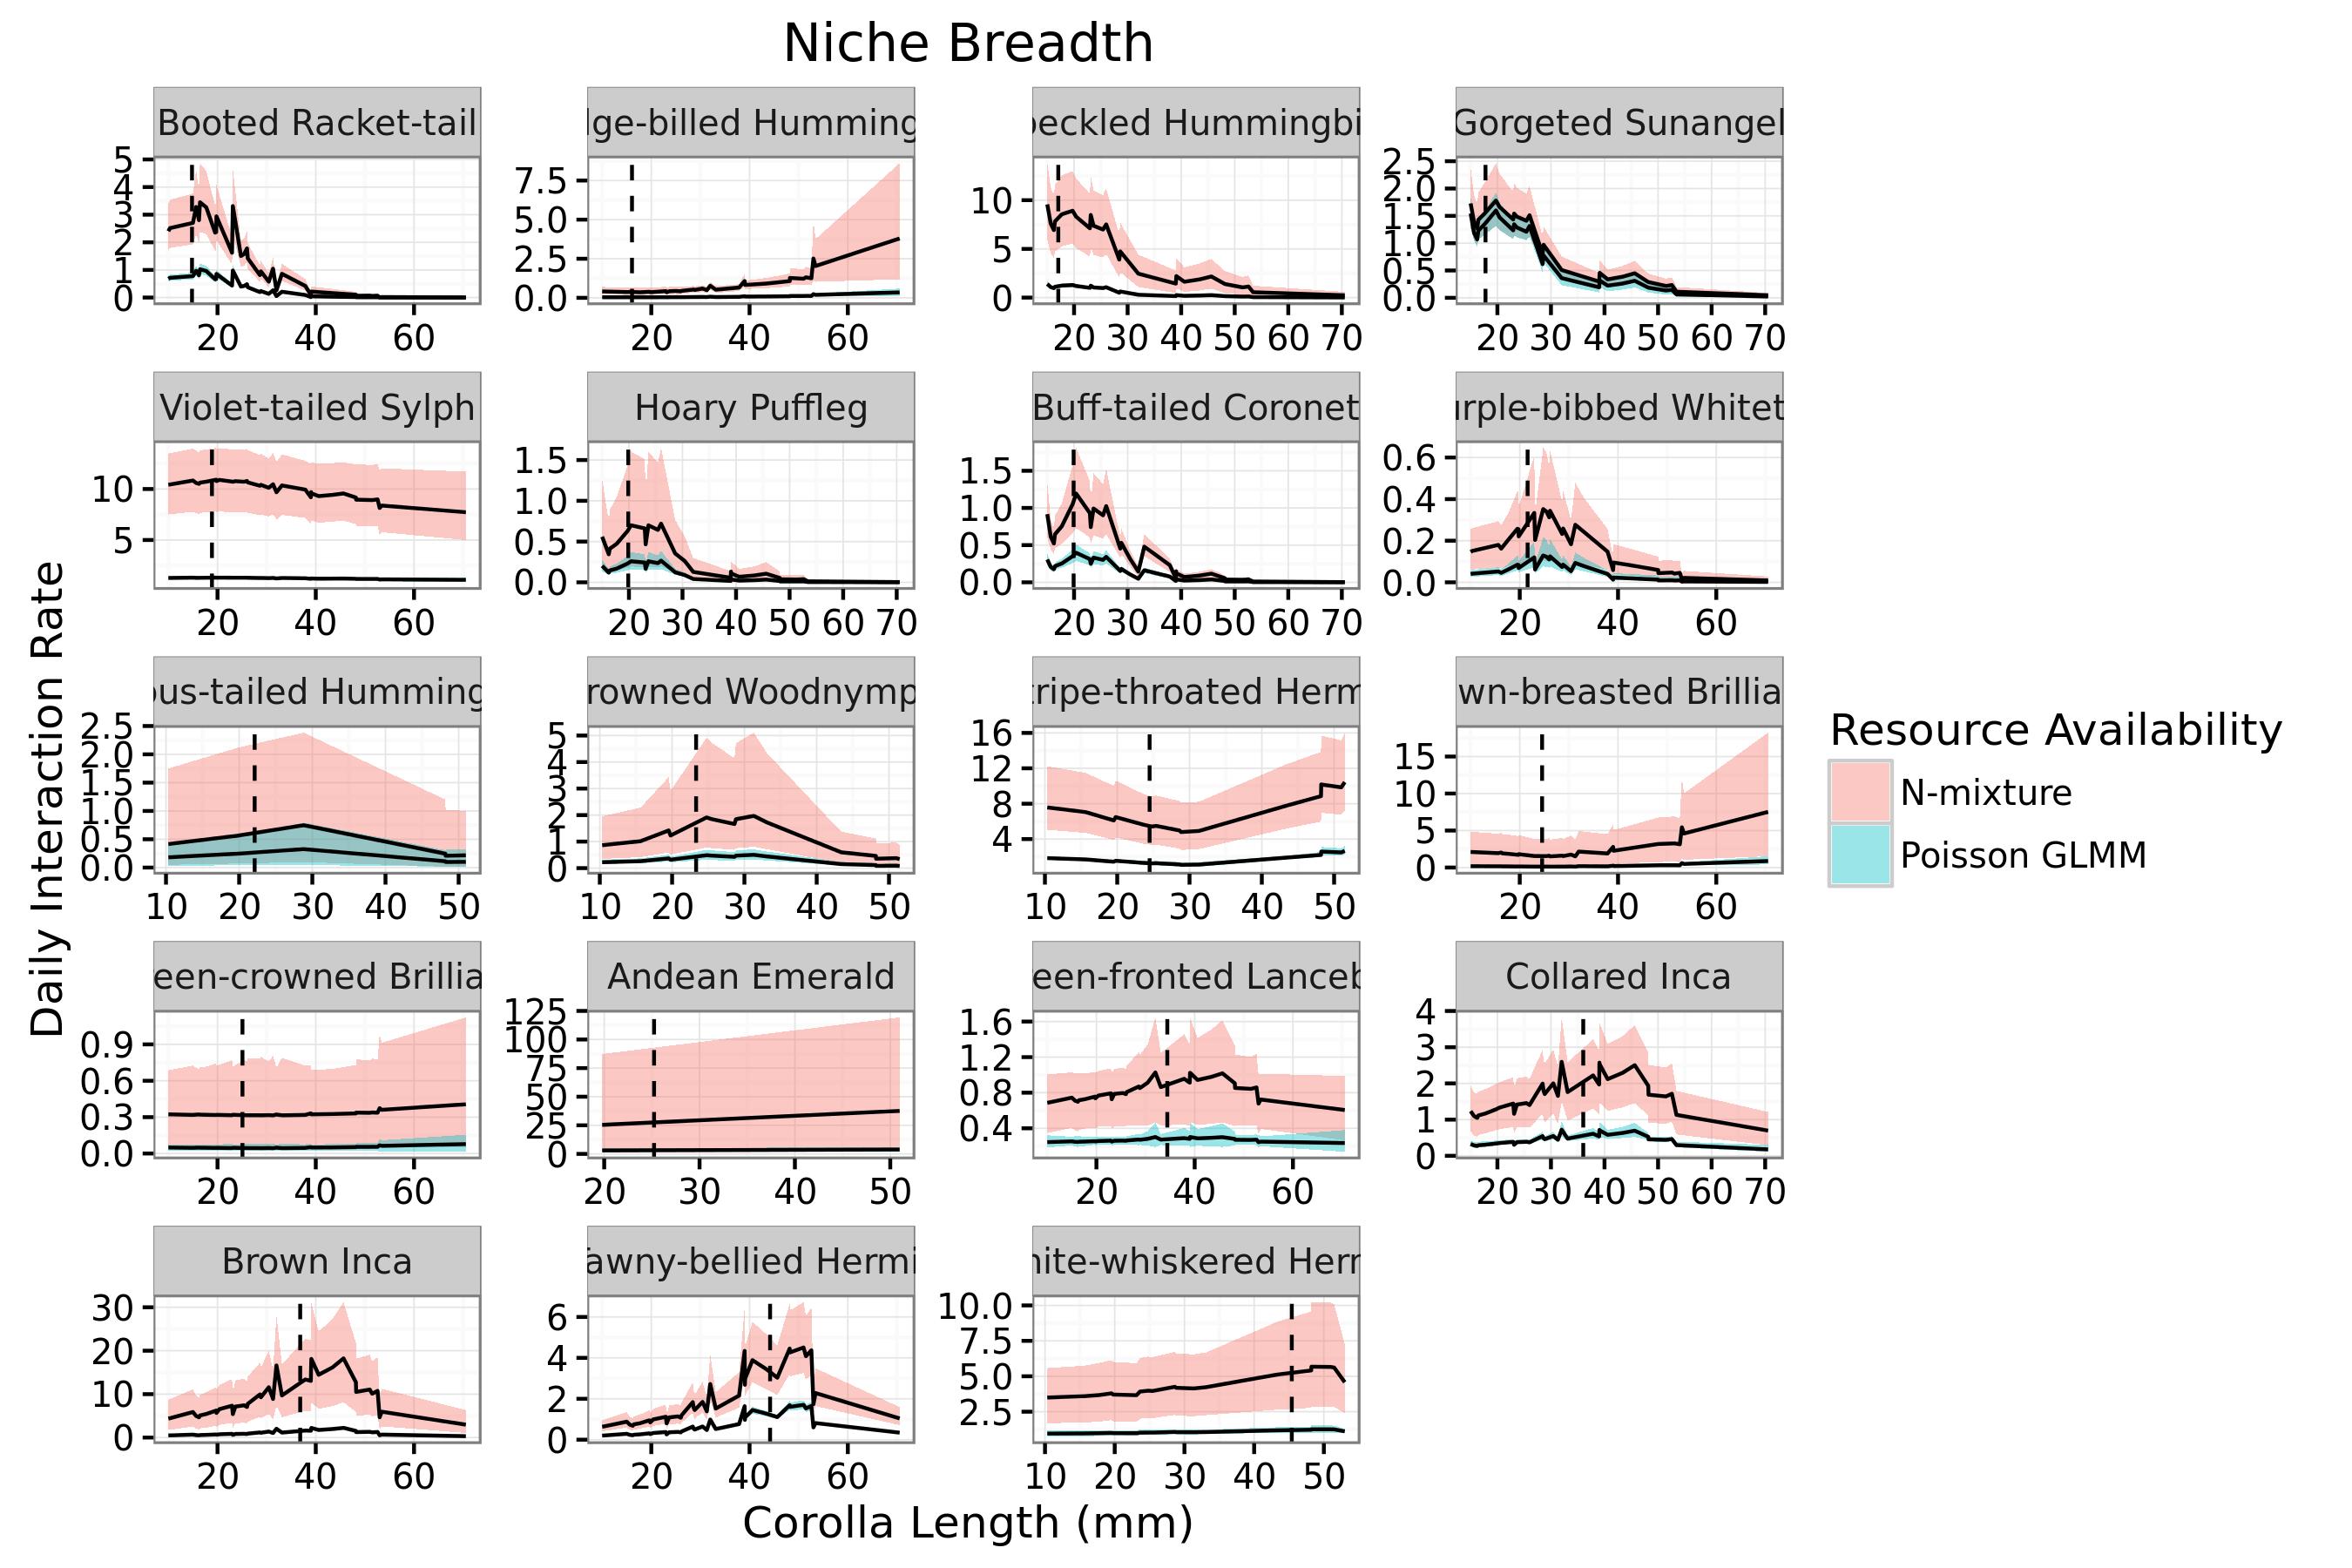 Niche Breadth
Booted Racket-tail
dge-billed Humming
peckled Hummingbi
Gorgeted Sunangel
5
4
3
2
1
0
20 40 60
7.5
5.0
2.5
0.0
20 40 60
10
5
0
20 30 40 50 60 70
2.5
2.0
1.5
1.0
0.5
0.0
20 30 40 50 60 70
Violet-tailed Sylph
Hoary Puffleg
Buff-tailed Coronet
urple-bibbed Whitet
10
5
20 40 60
1.5
1.0
0.5
0.0
20 30 40 50 60 70
1.5
1.0
0.5
0.0
20 30 40 50 60 70
0.6
0.4
0.2
0.0
20 40 60
Daily Interaction Rate
ous-tailed Humming
rowned Woodnymp
tripe-throated Herm
wn-breasted Brillia
2.5
2.0
1.5
1.0
0.5
0.0
10 20 30 40 50
5
4
3
2
1
0
10 20 30 40 50
16
12
8
4
10 20 30 40 50
15
10
5
0
20 40 60
Resource Availability
N-mixture
Poisson GLMM
een-crowned Brillia
Andean Emerald
een-fronted Lanceb
Collared Inca
0.9
0.6
0.3
0.0
20 40 60
125
100
75
50
25
0
20 30 40 50
1.6
1.2
0.8
0.4
20 40 60
4
3
2
1
0
20 30 40 50 60 70
Brown Inca
awny-bellied Hermi
hite-whiskered Herr
30
20
10
0
20 40 60
6
4
2
0
20 40 60
10.0
7.5
5.0
2.5
10 20 30 40 50
Corolla Length (mm)